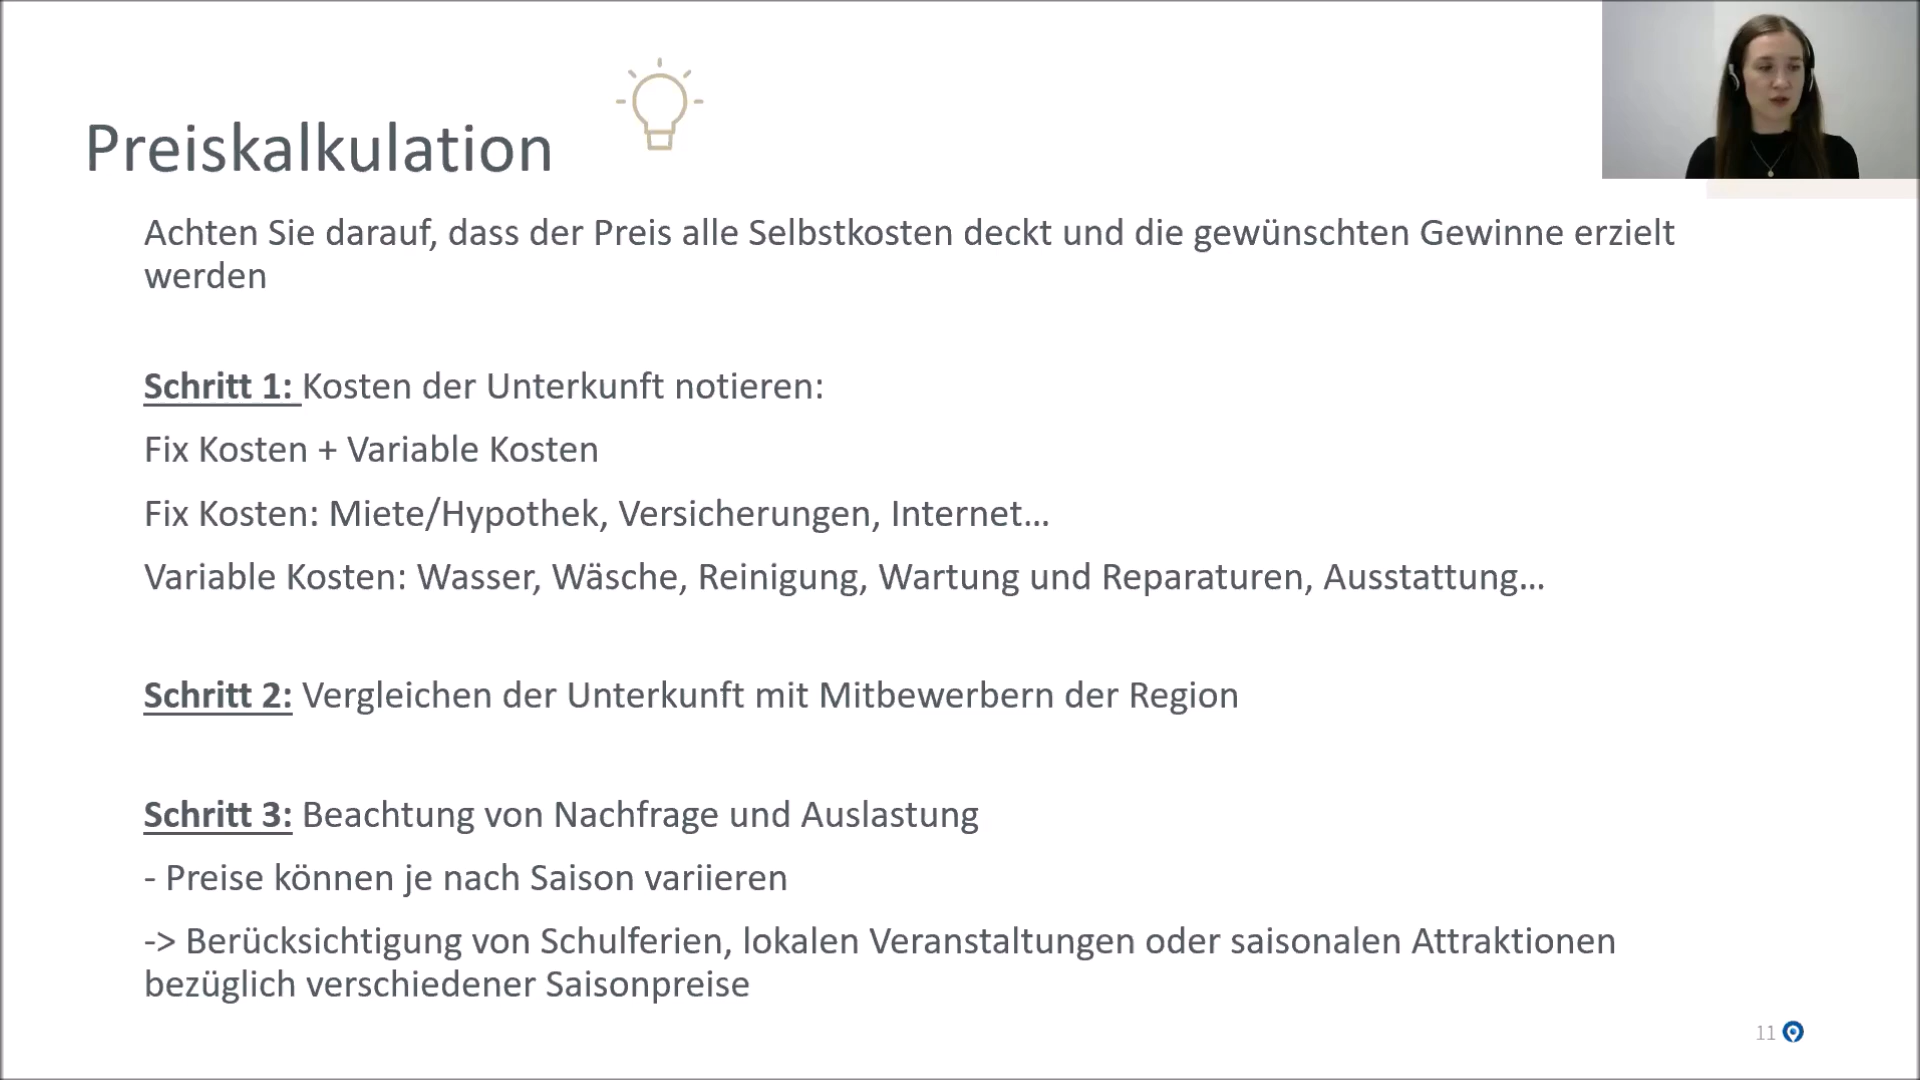 Preiskalkulation
Achten Sie darauf, dass der Preis alle Selbstkosten deckt und die gewünschten Gewinne erzielt
werden
Schritt 1: Kosten der Unterkunft notieren:
Fix Kosten + Variable Kosten
Fix Kosten: Miete/Hypothek, Versicherungen, Internet…
Variable Kosten: Wasser, Wäsche, Reinigung, Wartung und Reparaturen, Ausstattung…
Schritt 2: Vergleichen der Unterkunft mit Mitbewerbern der Region
Schritt 3: Beachtung von Nachfrage und Auslastung
- Preise können je nach Saison variieren
-> Berücksichtigung von Schulferien, lokalen Veranstaltungen oder saisonalen Attraktionen
bezüglich verschiedener Saisonpreise
11